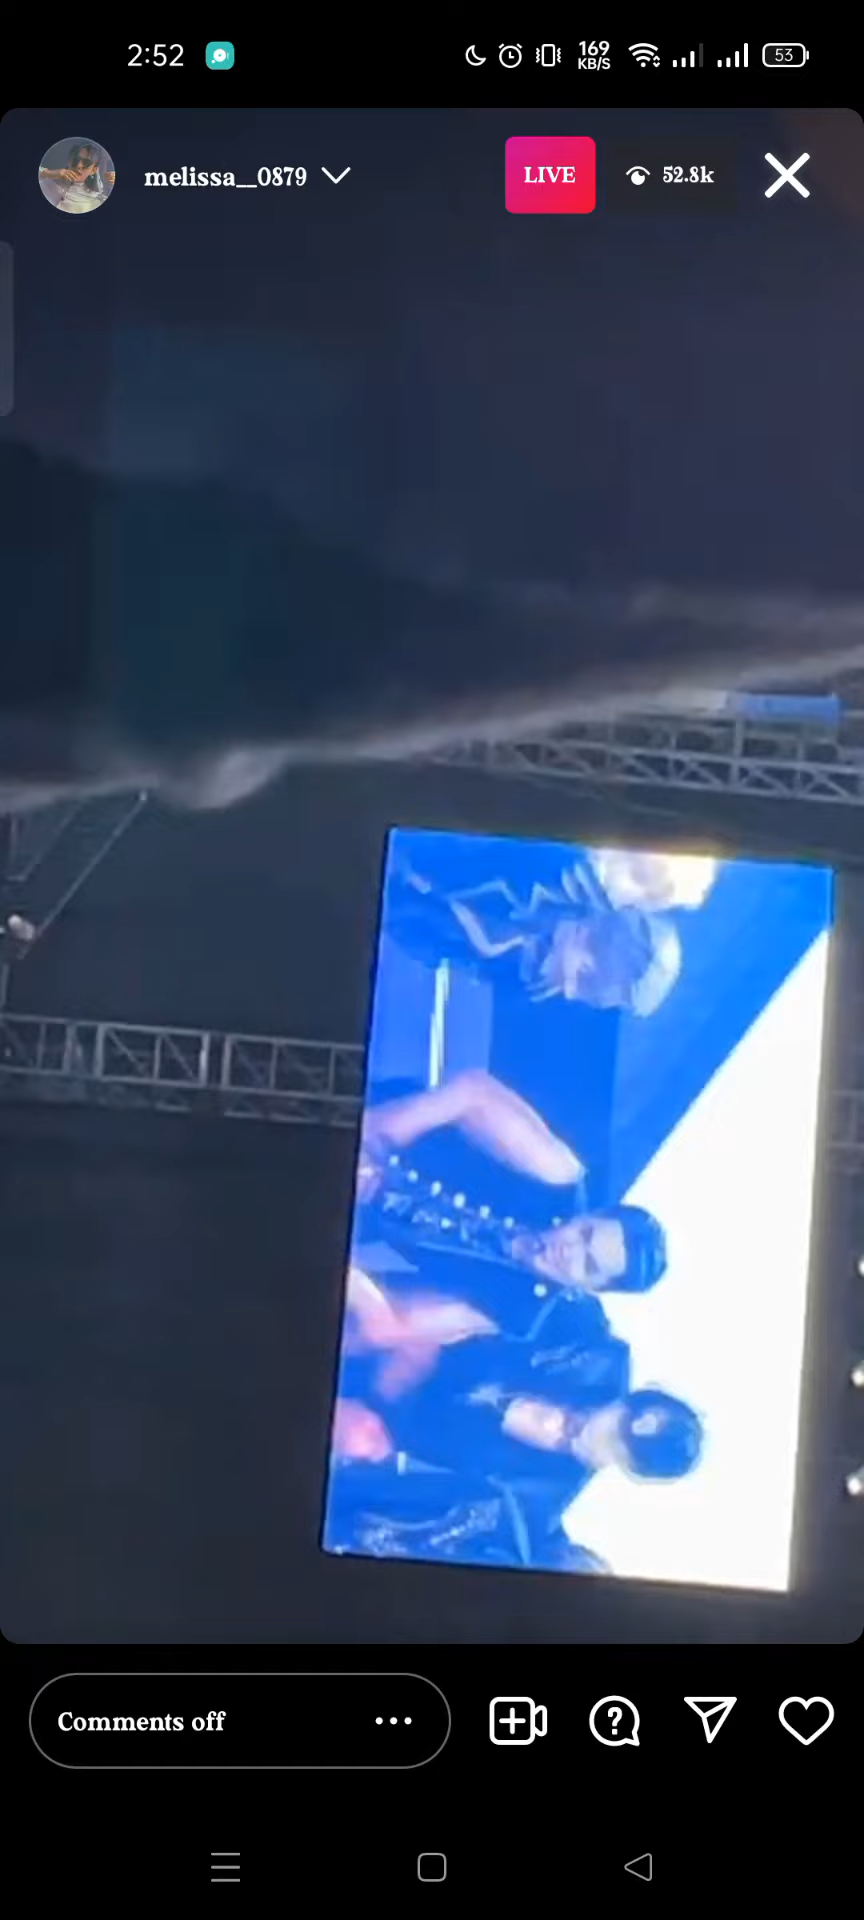 2:52
169
KB/S
53
melissa__0879
LIVE
52.8k
Comments off